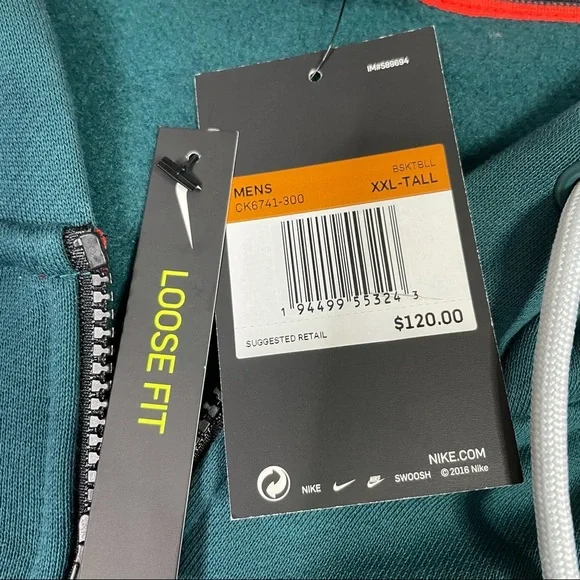 IM#585694
BSKTBLL
MENS XXL-TALL
CK6741-300
1 94499 55324 3
SUGGESTED RETAIL $120.00
LOOSE FIT
NIKE.COM
NIKE SWOOSH © 2016 Nike